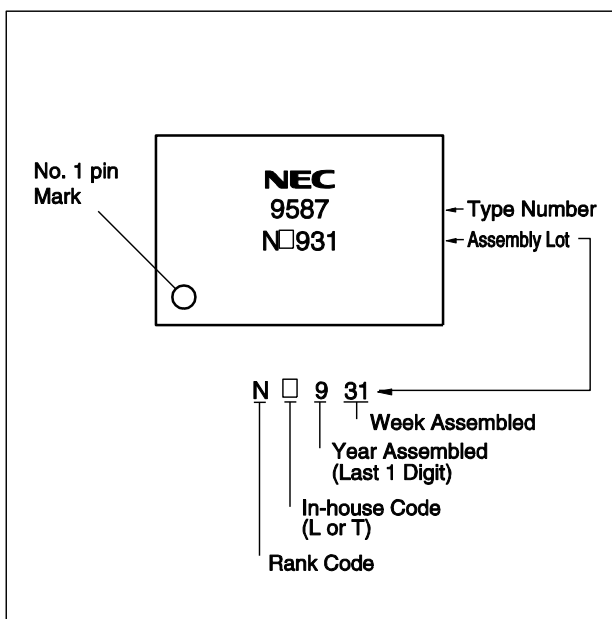 No. 1 pin
Mark
NEC
9587
N□931
Type Number
Assembly Lot
N □ 9 31
Week Assembled
Year Assembled
(Last 1 Digit)
In-house Code
(L or T)
Rank Code